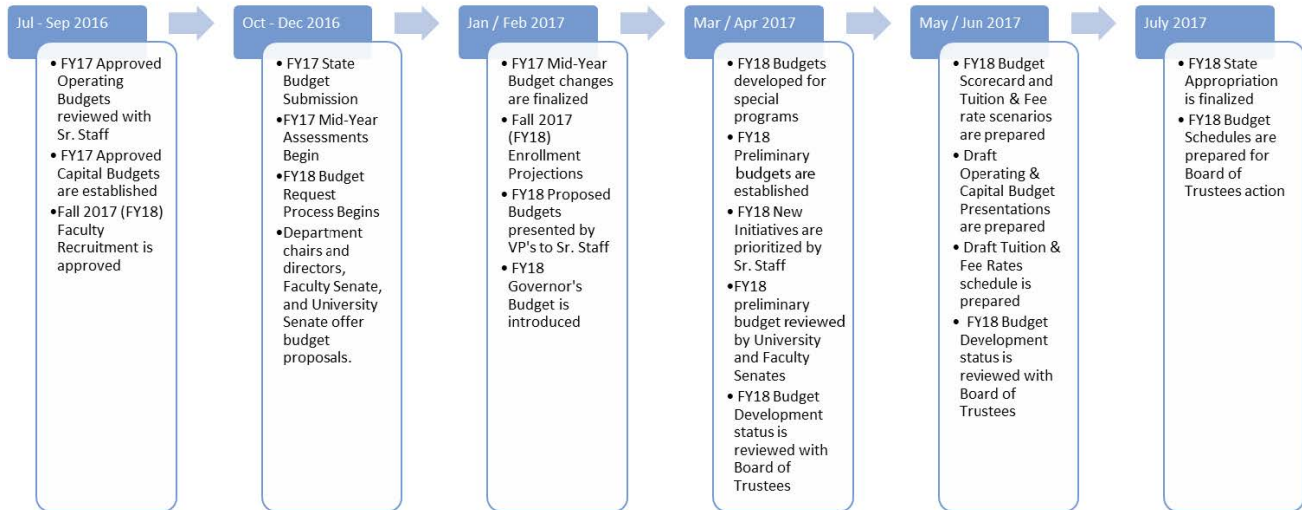 Jul - Sep 2016
• FY17 Approved
Operating
Budgets
reviewed with
Sr. Staff
• FY17 Approved
Capital Budgets
are established
•Fall 2017 (FY18)
Faculty
Recruitment is
approved
Oct - Dec 2016
• FY17 State
Budget
Submission
•FY17 Mid-Year
Assessments
Begin
•FY18 Budget
Request
Process Begins
•Department
chairs and
directors,
Faculty Senate,
and University
Senate offer
budget
proposals.
Jan / Feb 2017
• FY17 Mid-Year
Budget changes
are finalized
• Fall 2017
(FY18)
Enrollment
Projections
• FY18 Proposed
Budgets
presented by
VP's to Sr. Staff
• FY18
Governor's
Budget is
introduced
Mar / Apr 2017
• FY18 Budgets
developed for
special
programs
• FY18
Preliminary
budgets are
established
• FY18 New
Initiatives are
prioritized by
Sr. Staff
•FY18
preliminary
budget reviewed
by University
and Faculty
Senates
• FY18 Budget
Development
status is
reviewed with
Board of
Trustees
May / Jun 2017
• FY18 Budget
Scorecard and
Tuition & Fee
rate scenarios
are prepared
• Draft
Operating &
Capital Budget
Presentations
are prepared
• Draft Tuition &
Fee Rates
schedule is
prepared
• FY18 Budget
Development
status is
reviewed with
Board of
Trustees
July 2017
• FY18 State
Appropriation
is finalized
• FY18 Budget
Schedules are
prepared for
Board of
Trustees action